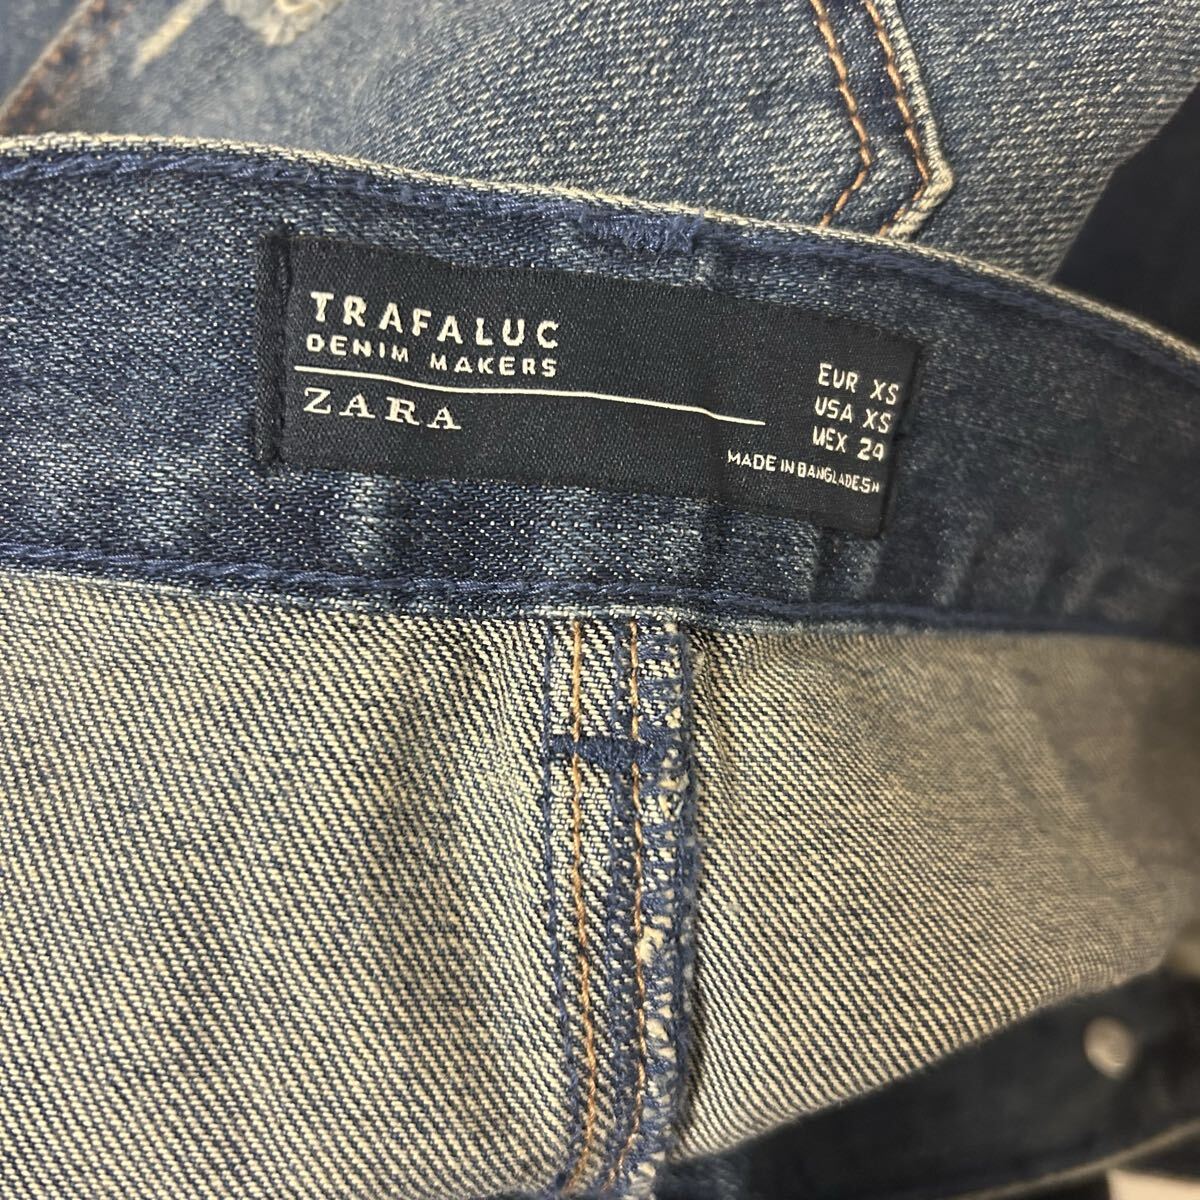 TRAFALUC
DENIM MAKERS
ZARA
EUR XS
USA XS
MEX 24
MADE IN BANGLADESH